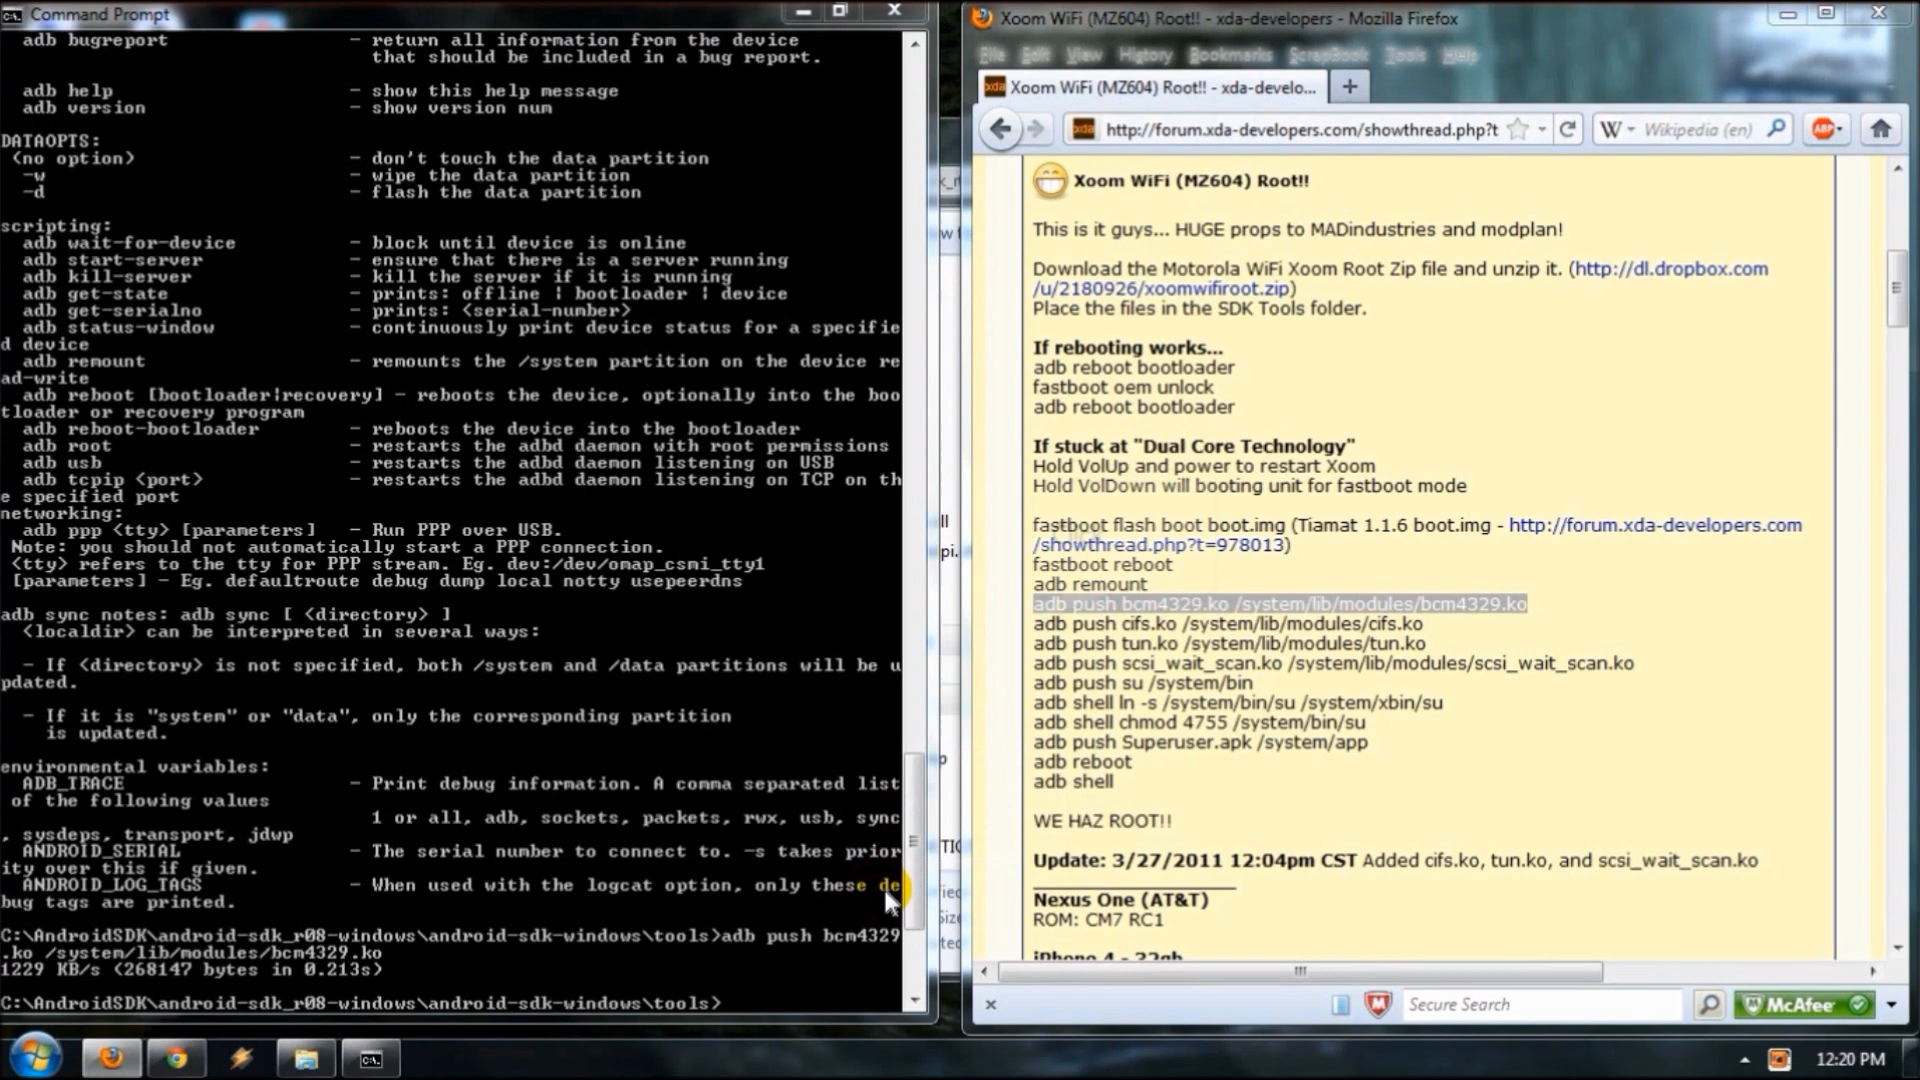 Command Prompt
adb bugreport - return all information from the device
that should be included in a bug report.
adb help - show this help message
adb version - show version num
DATAOPTS:
(no option) - don't touch the data partition
-w - wipe the data partition
-d - flash the data partition
scripting:
adb wait-for-device - block until device is online
adb start-server - ensure that there is a server running
adb kill-server - kill the server if it is running
adb get-state - prints: offline | bootloader | device
adb get-serialno - prints: <serial-number>
adb status-window - continuously print device status for a specifie
d device
adb remount - remounts the /system partition on the device re
ad-write
adb reboot [bootloader|recovery] - reboots the device, optionally into the boo
tloader or recovery program
adb reboot-bootloader - reboots the device into the bootloader
adb root - restarts the adbd daemon with root permissions
adb usb - restarts the adbd daemon listening on USB
adb tcpip <port> - restarts the adbd daemon listening on TCP on th
e specified port
networking:
adb ppp <tty> [parameters] - Run PPP over USB.
Note: you should not automatically start a PPP connection.
<tty> refers to the tty for PPP stream. Eg. dev:/dev/omap_csmi_tty1
[parameters] - Eg. defaultroute debug dump local notty usepeerdns
adb sync notes: adb sync [ <directory> ]
<localdir> can be interpreted in several ways:
- If <directory> is not specified, both /system and /data partitions will be u
pdated.
- If it is "system" or "data", only the corresponding partition
is updated.
environmental variables:
ADB_TRACE - Print debug information. A comma separated list
of the following values
1 or all, adb, sockets, packets, rwx, usb, sync
, sysdeps, transport, jdwp
ANDROID_SERIAL - The serial number to connect to. -s takes prior
ity over this if given.
ANDROID_LOG_TAGS - When used with the logcat option, only these de
bug tags are printed.
C:\AndroidSDK\android-sdk_r08-windows\android-sdk-windows\tools>adb push bcm4329
.ko /system/lib/modules/bcm4329.ko
1229 KB/s (268147 bytes in 0.213s)
C:\AndroidSDK\android-sdk_r08-windows\android-sdk-windows\tools>
Xoom WiFi (MZ604) Root!! - xda-developers - Mozilla Firefox
File Edit View History Bookmarks ScrapBook Tools Help
Xoom WiFi (MZ604) Root!! - xda-develo...
http://forum.xda-developers.com/showthread.php?t
W Wikipedia (en)
ABP
Xoom WiFi (MZ604) Root!!
This is it guys... HUGE props to MADindustries and modplan!
Download the Motorola WiFi Xoom Root Zip file and unzip it. (http://dl.dropbox.com
/u/2180926/xoomwifiroot.zip)
Place the files in the SDK Tools folder.
If rebooting works...
adb reboot bootloader
fastboot oem unlock
adb reboot bootloader
If stuck at "Dual Core Technology"
Hold VolUp and power to restart Xoom
Hold VolDown will booting unit for fastboot mode
fastboot flash boot boot.img (Tiamat 1.1.6 boot.img - http://forum.xda-developers.com
/showthread.php?t=978013)
fastboot reboot
adb remount
adb push bcm4329.ko /system/lib/modules/bcm4329.ko
adb push cifs.ko /system/lib/modules/cifs.ko
adb push tun.ko /system/lib/modules/tun.ko
adb push scsi_wait_scan.ko /system/lib/modules/scsi_wait_scan.ko
adb push su /system/bin
adb shell ln -s /system/bin/su /system/xbin/su
adb shell chmod 4755 /system/bin/su
adb push Superuser.apk /system/app
adb reboot
adb shell
WE HAZ ROOT!!
Update: 3/27/2011 12:04pm CST Added cifs.ko, tun.ko, and scsi_wait_scan.ko
Nexus One (AT&T)
ROM: CM7 RC1
iPhone 4 - 32gb
Secure Search
McAfee
12:20 PM